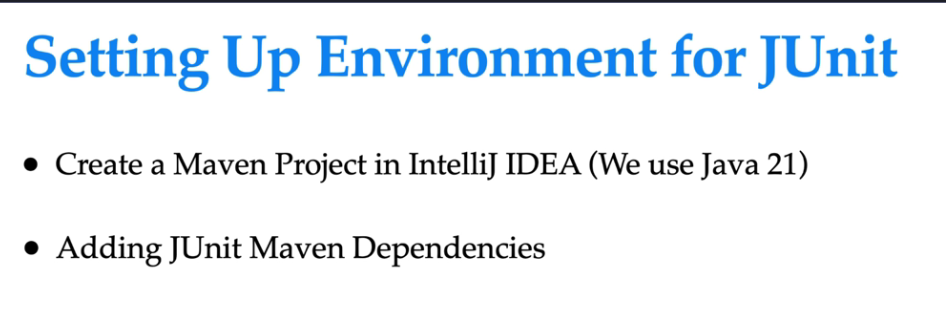 Setting Up Environment for JUnit
• Create a Maven Project in IntelliJ IDEA (We use Java 21)
• Adding JUnit Maven Dependencies